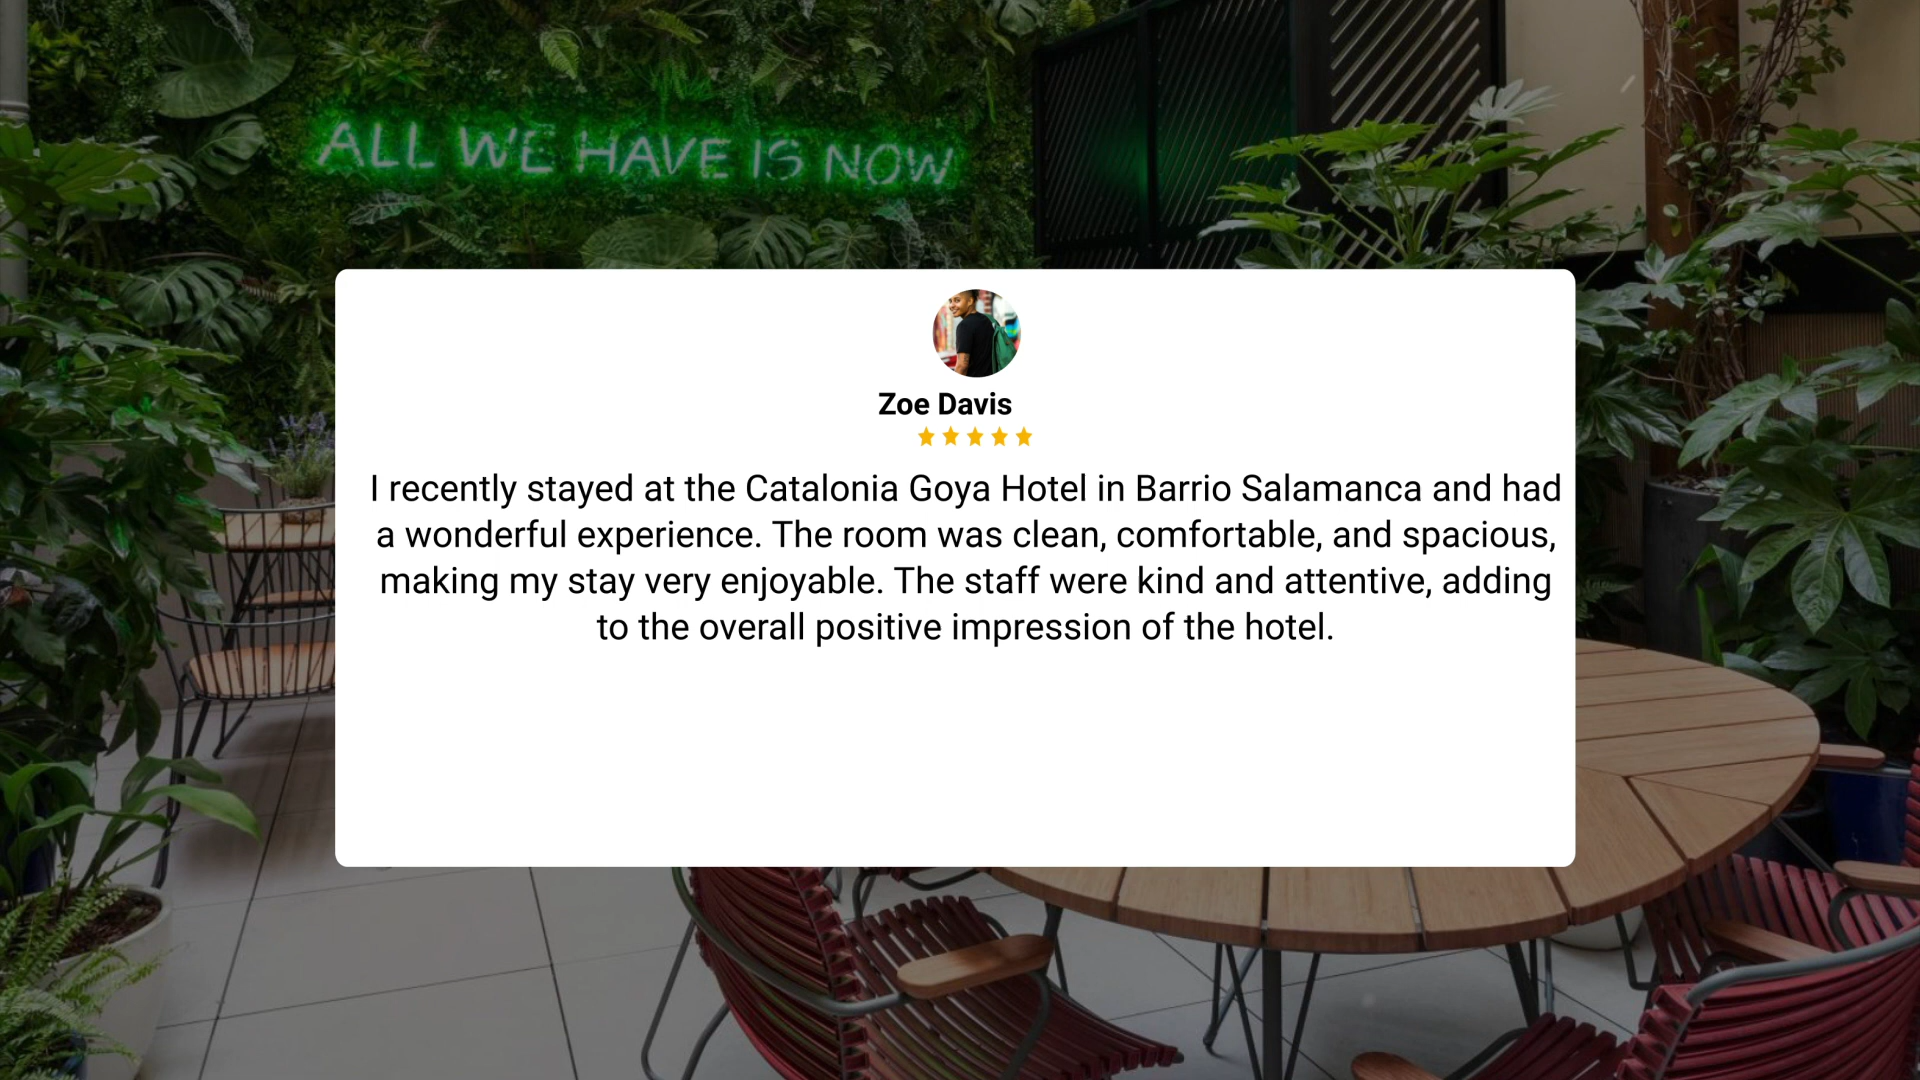 ALL WE HAVE IS NOW
Zoe Davis
I recently stayed at the Catalonia Goya Hotel in Barrio Salamanca and had
a wonderful experience. The room was clean, comfortable, and spacious,
making my stay very enjoyable. The staff were kind and attentive, adding
to the overall positive impression of the hotel.